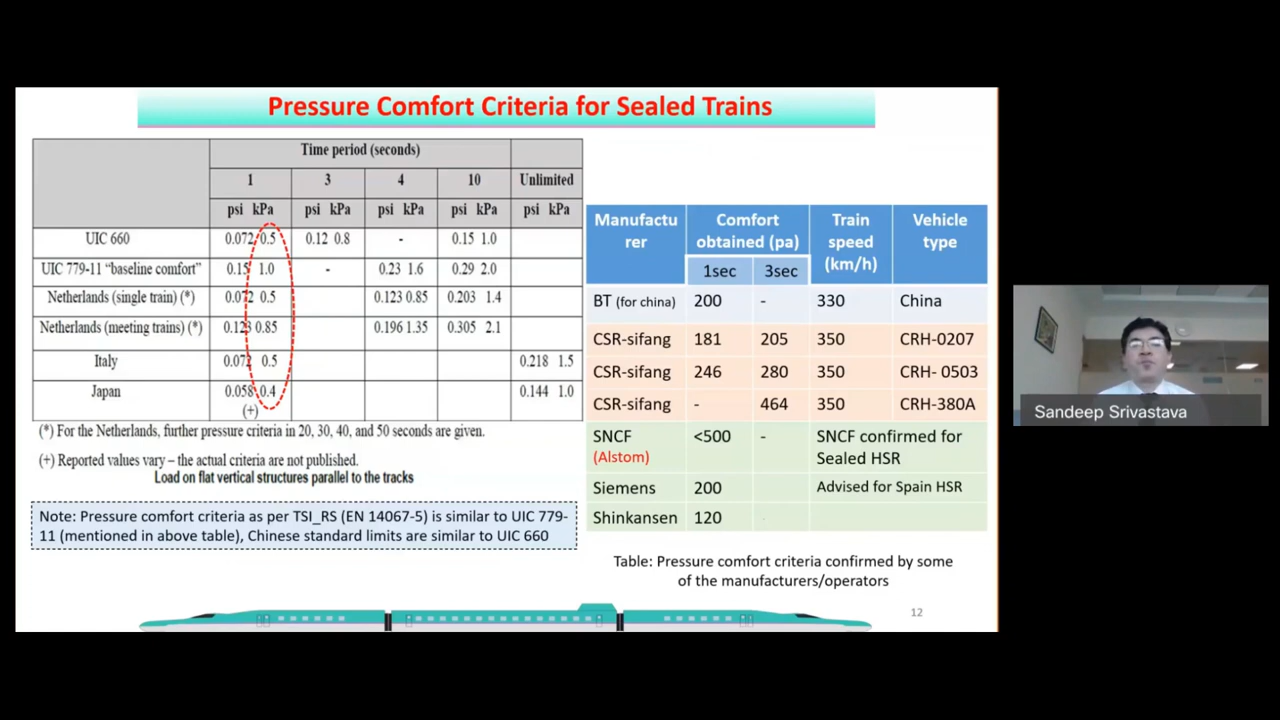 Pressure Comfort Criteria for Sealed Trains
Time period (seconds)
1 3 4 10 Unlimited
psi kPa psi kPa psi kPa psi kPa psi kPa
UIC 660 0.072 0.5 0.12 0.8 - 0.15 1.0
UIC 779-11 “baseline comfort” 0.15 1.0 - 0.23 1.6 0.29 2.0
Netherlands (single train) (*) 0.072 0.5 0.123 0.85 0.203 1.4
Netherlands (meeting trains) (*) 0.123 0.85 0.196 1.35 0.305 2.1
Italy 0.072 0.5 0.218 1.5
Japan 0.058 0.4 0.144 1.0
(+)
(*) For the Netherlands, further pressure criteria in 20, 30, 40, and 50 seconds are given.
(+) Reported values vary – the actual criteria are not published.
Load on flat vertical structures parallel to the tracks
Note: Pressure comfort criteria as per TSI_RS (EN 14067-5) is similar to UIC 779-
11 (mentioned in above table), Chinese standard limits are similar to UIC 660
Manufactu Comfort Train Vehicle
rer obtained (pa) speed type
(km/h)
1sec 3sec
BT (for china) 200 - 330 China
CSR-sifang 181 205 350 CRH-0207
CSR-sifang 246 280 350 CRH- 0503
CSR-sifang - 464 350 CRH-380A
SNCF <500 - SNCF confirmed for
(Alstom) Sealed HSR
Siemens 200 Advised for Spain HSR
Shinkansen 120
Table: Pressure comfort criteria confirmed by some
of the manufacturers/operators
12
Sandeep Srivastava